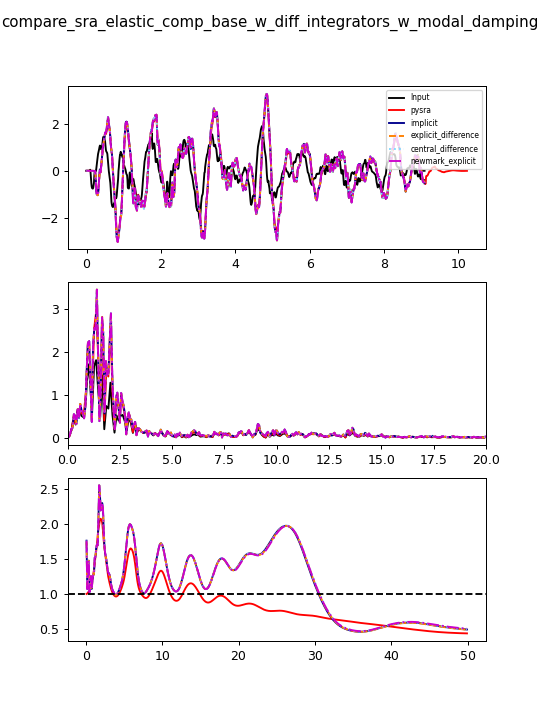 compare_sra_elastic_comp_base_w_diff_integrators_w_modal_damping
Input
pysra
implicit
explicit_difference
central_difference
newmark_explicit
2
0
−2
0 2 4 6 8 10
3
2
1
0
0.0 2.5 5.0 7.5 10.0 12.5 15.0 17.5 20.0
2.5
2.0
1.5
1.0
0.5
0 10 20 30 40 50